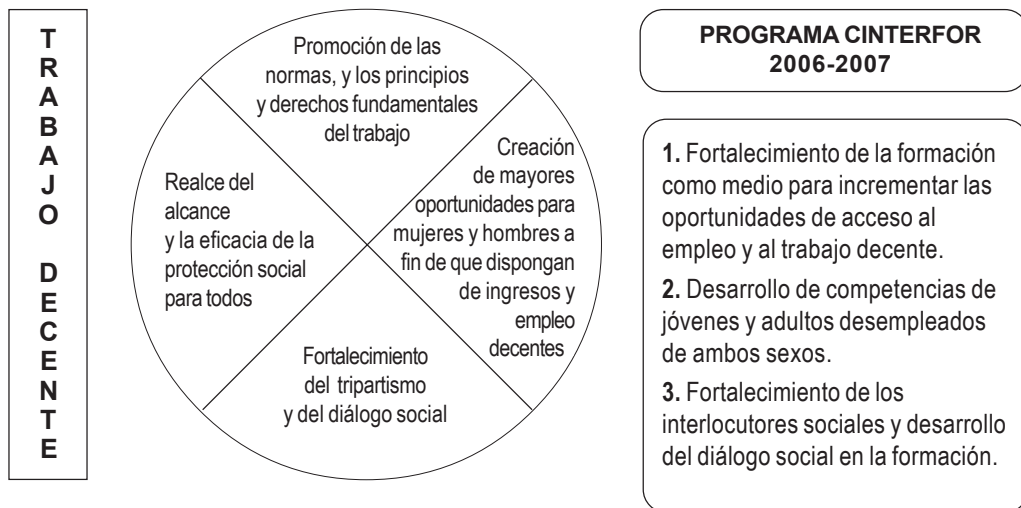 TRABAJO DECENTE
Promoción de las
normas, y los principios
y derechos fundamentales
del trabajo
Realce del
alcance
y la eficacia de la
protección social
para todos
Creación
de mayores
oportunidades para
mujeres y hombres a
fin de que dispongan
de ingresos y
empleo
decentes
Fortalecimiento
del tripartismo
y del diálogo social
PROGRAMA CINTERFOR
2006-2007
1. Fortalecimiento de la formación
como medio para incrementar las
oportunidades de acceso al
empleo y al trabajo decente.
2. Desarrollo de competencias de
jóvenes y adultos desempleados
de ambos sexos.
3. Fortalecimiento de los
interlocutores sociales y desarrollo
del diálogo social en la formación.